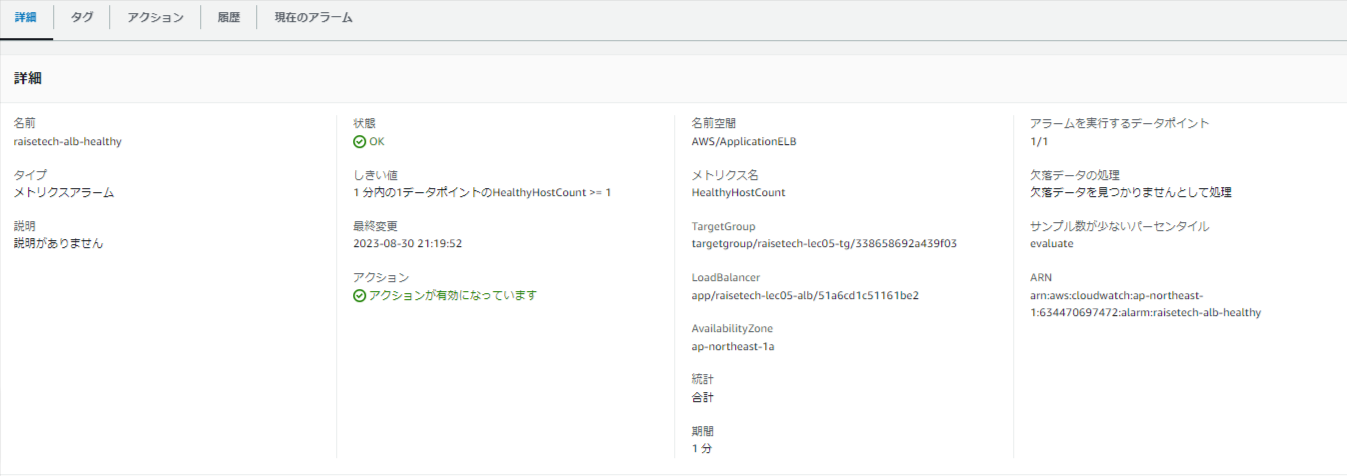 詳細
タグ
アクション
履歴
現在のアラーム
詳細
名前
raisetech-alb-healthy
タイプ
メトリクスアラーム
説明
説明がありません
状態
OK
しきい値
1 分内の1データポイントのHealthyHostCount >= 1
最終変更
2023-08-30 21:19:52
アクション
アクションが有効になっています
名前空間
AWS/ApplicationELB
メトリクス名
HealthyHostCount
TargetGroup
targetgroup/raisetech-lec05-tg/338658692a439f03
LoadBalancer
app/raisetech-lec05-alb/51a6cd1c51161be2
AvailabilityZone
ap-northeast-1a
統計
合計
期間
1 分
アラームを実行するデータポイント
1/1
欠落データの処理
欠落データを見つかりませんとして処理
サンプル数が少ないパーセンタイル
evaluate
ARN
arn:aws:cloudwatch:ap-northeast-
1:634470697472:alarm:raisetech-alb-healthy